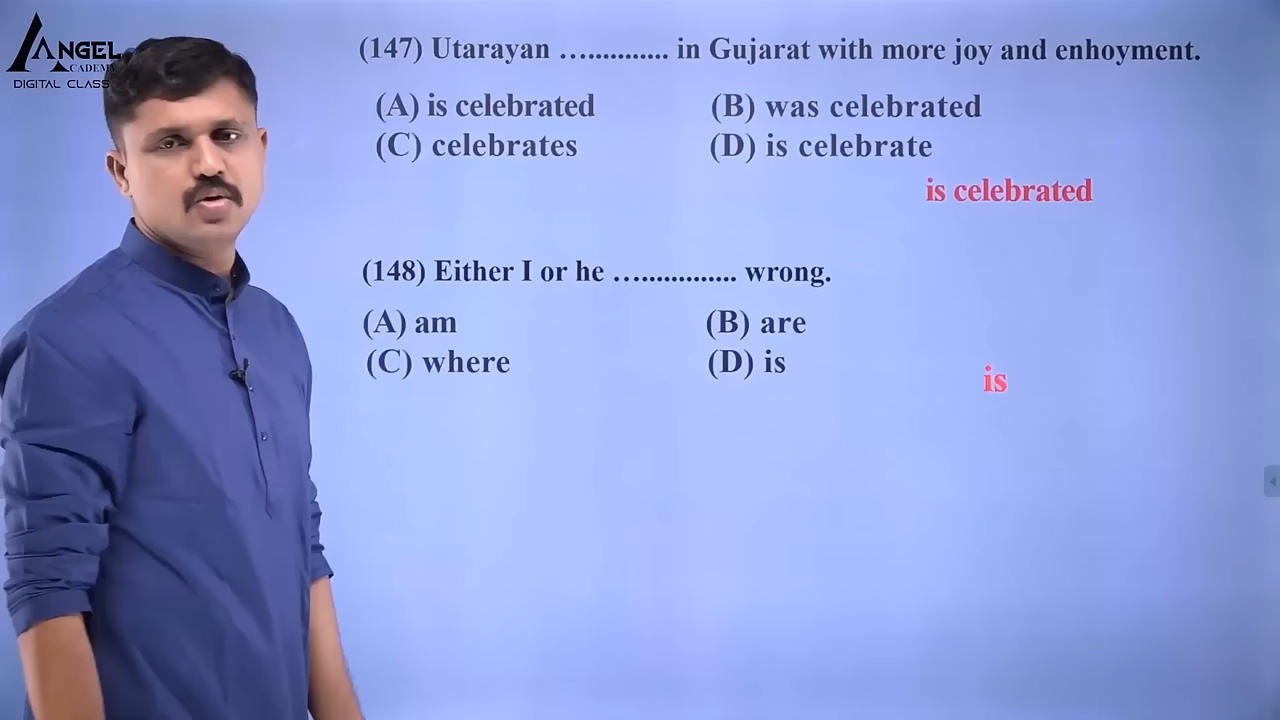 ANGEL
ACADEMY
DIGITAL CLASS
(147) Utarayan .............. in Gujarat with more joy and enhoyment.
(A) is celebrated (B) was celebrated
(C) celebrates (D) is celebrate
is celebrated
(148) Either I or he ................ wrong.
(A) am (B) are
(C) where (D) is
is